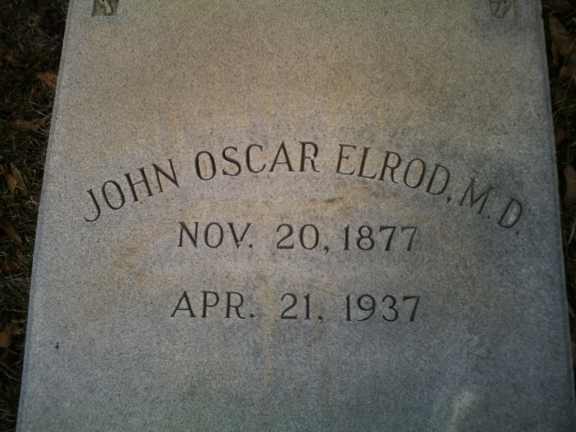 JOHN OSCAR ELROD, M.D.
NOV. 20, 1877
APR. 21, 1937